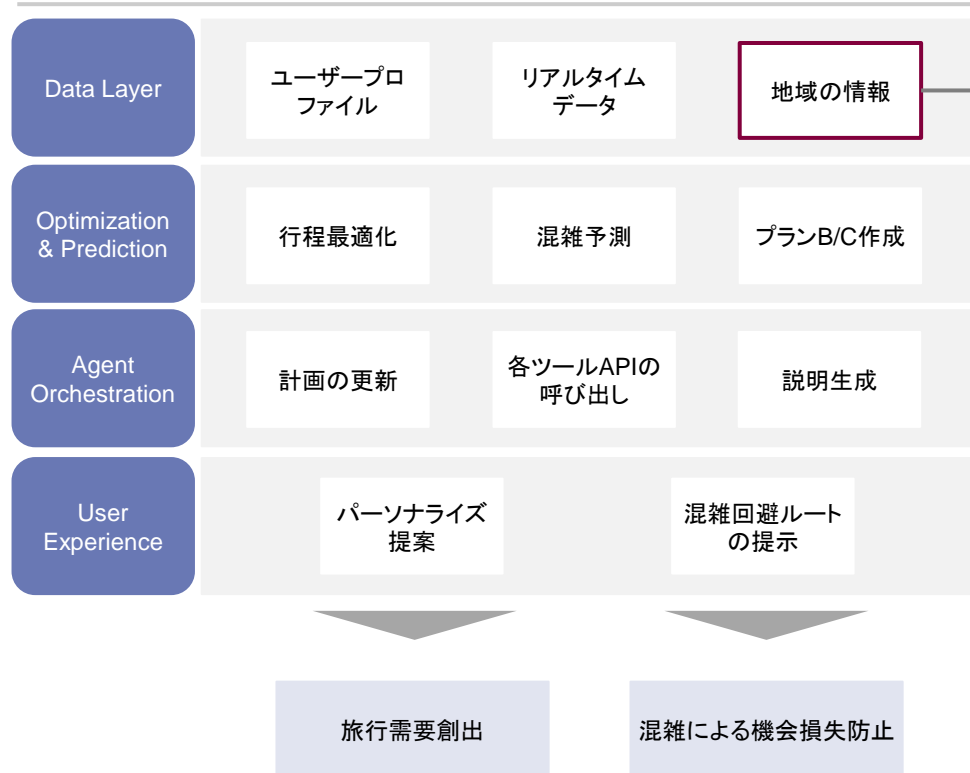 Data Layer
ユーザープロ
ファイル
リアルタイム
データ
地域の情報
Optimization
& Prediction
行程最適化
混雑予測
プランB/C作成
Agent
Orchestration
計画の更新
各ツールAPIの
呼び出し
説明生成
User
Experience
パーソナライズ
提案
混雑回避ルート
の提示
旅行需要創出
混雑による機会損失防止